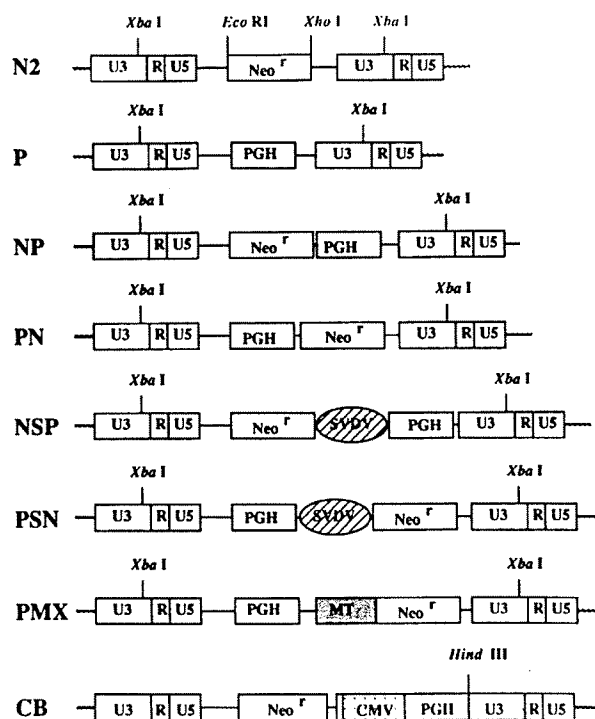 Xba I Eco RI Xho I Xba I
N2 U3 R U5 Neo r U3 R U5
Xba I Xba I
P U3 R U5 PGH U3 R U5
Xba I Xba I
NP U3 R U5 Neo r PGH U3 R U5
Xba I Xba I
PN U3 R U5 PGH Neo r U3 R U5
Xba I Xba I
NSP U3 R U5 Neo r SVDV PGH U3 R U5
Xba I Xba I
PSN U3 R U5 PGH SVDV Neo r U3 R U5
Xba I Xba I
PMX U3 R U5 PGH MT Neo r U3 R U5
Hind III
CB U3 R U5 Neo r CMV PGH U3 R U5